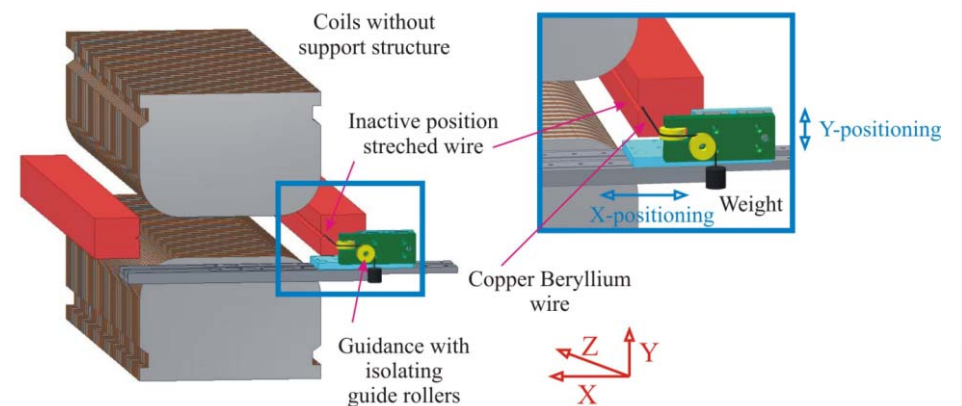 Coils without
support structure
Inactive position
streched wire
Y-positioning
X-positioning
Weight
Copper Beryllium
wire
Guidance with
isolating
guide rollers
Z
Y
X